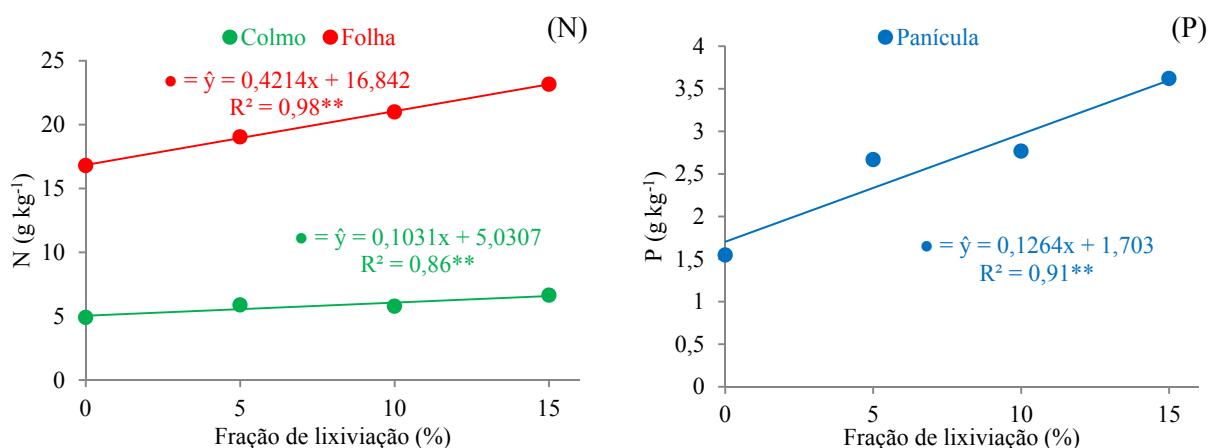 (N)
Colmo Folha
N (g kg⁻¹)
25
20
15
10
5
0
= ŷ = 0,4214x + 16,842
R² = 0,98**
= ŷ = 0,1031x + 5,0307
R² = 0,86**
0 5 10 15
Fração de lixiviação (%)
(P)
Panícula
P (g kg⁻¹)
4
3,5
3
2,5
2
1,5
1
0,5
0
= ŷ = 0,1264x + 1,703
R² = 0,91**
0 5 10 15
Fração de lixiviação (%)